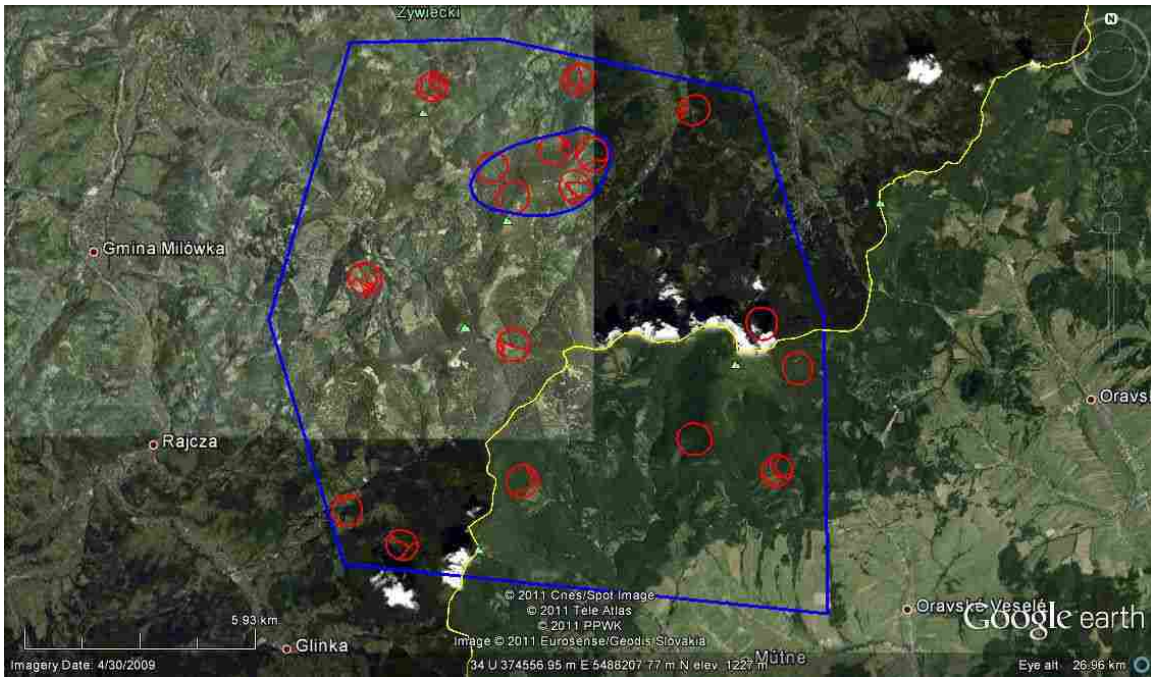 Żywiecki
N
Gmina Milówka
Oravsk
Rajcza
© 2011 Cnes/Spot Image
© 2011 Tele Atlas
© 2011 PPWK
Image © 2011 Eurosense/Geodis Slovakia
Oravské Veselé
Google earth
5.93 km
Glinka
Mútne
Imagery Date: 4/30/2009
34 U 374556.95 m E 5488207.77 m N elev 1227 m
Eye alt 26.96 km